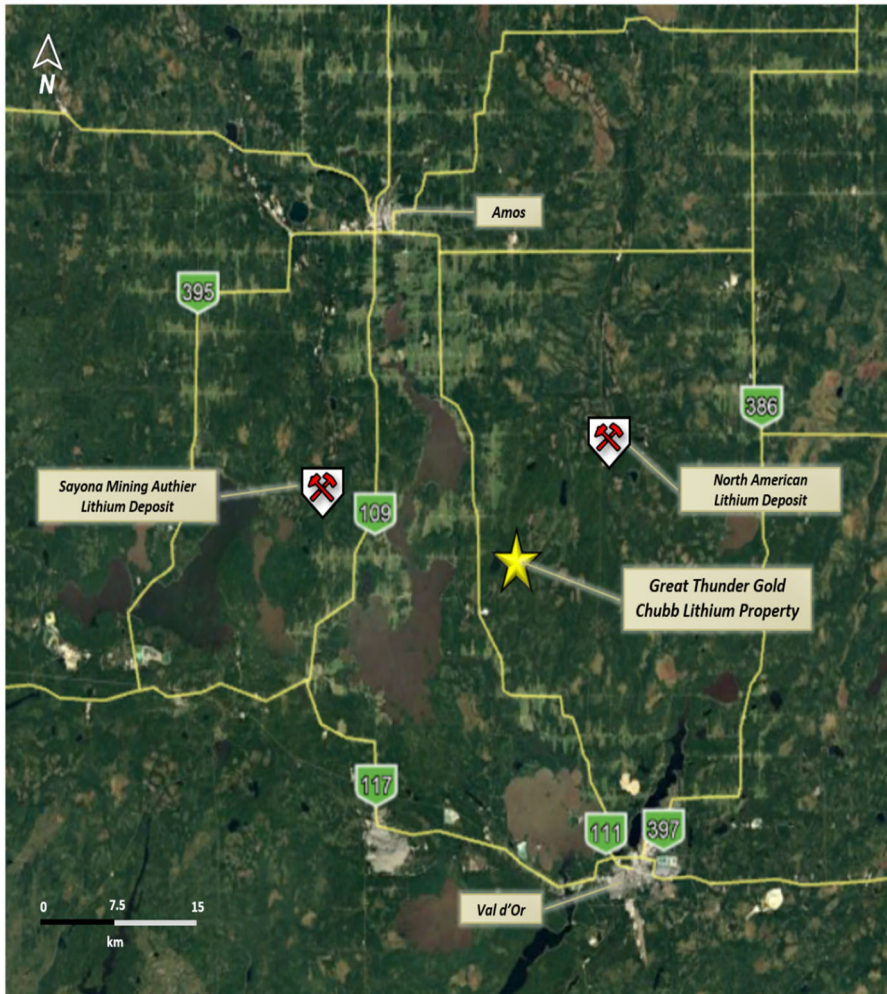 N
Amos
395
386
Sayona Mining Authier
Lithium Deposit
North American
Lithium Deposit
109
Great Thunder Gold
Chubb Lithium Property
117
111
397
Val d'Or
0 7.5 15
km